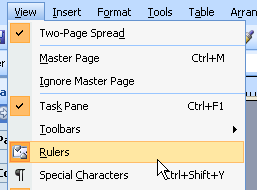 View Insert Format Tools Table Arran
Two-Page Spread
Master Page Ctrl+M
Ignore Master Page
Task Pane Ctrl+F1
Toolbars
Rulers
Special Characters Ctrl+Shift+Y